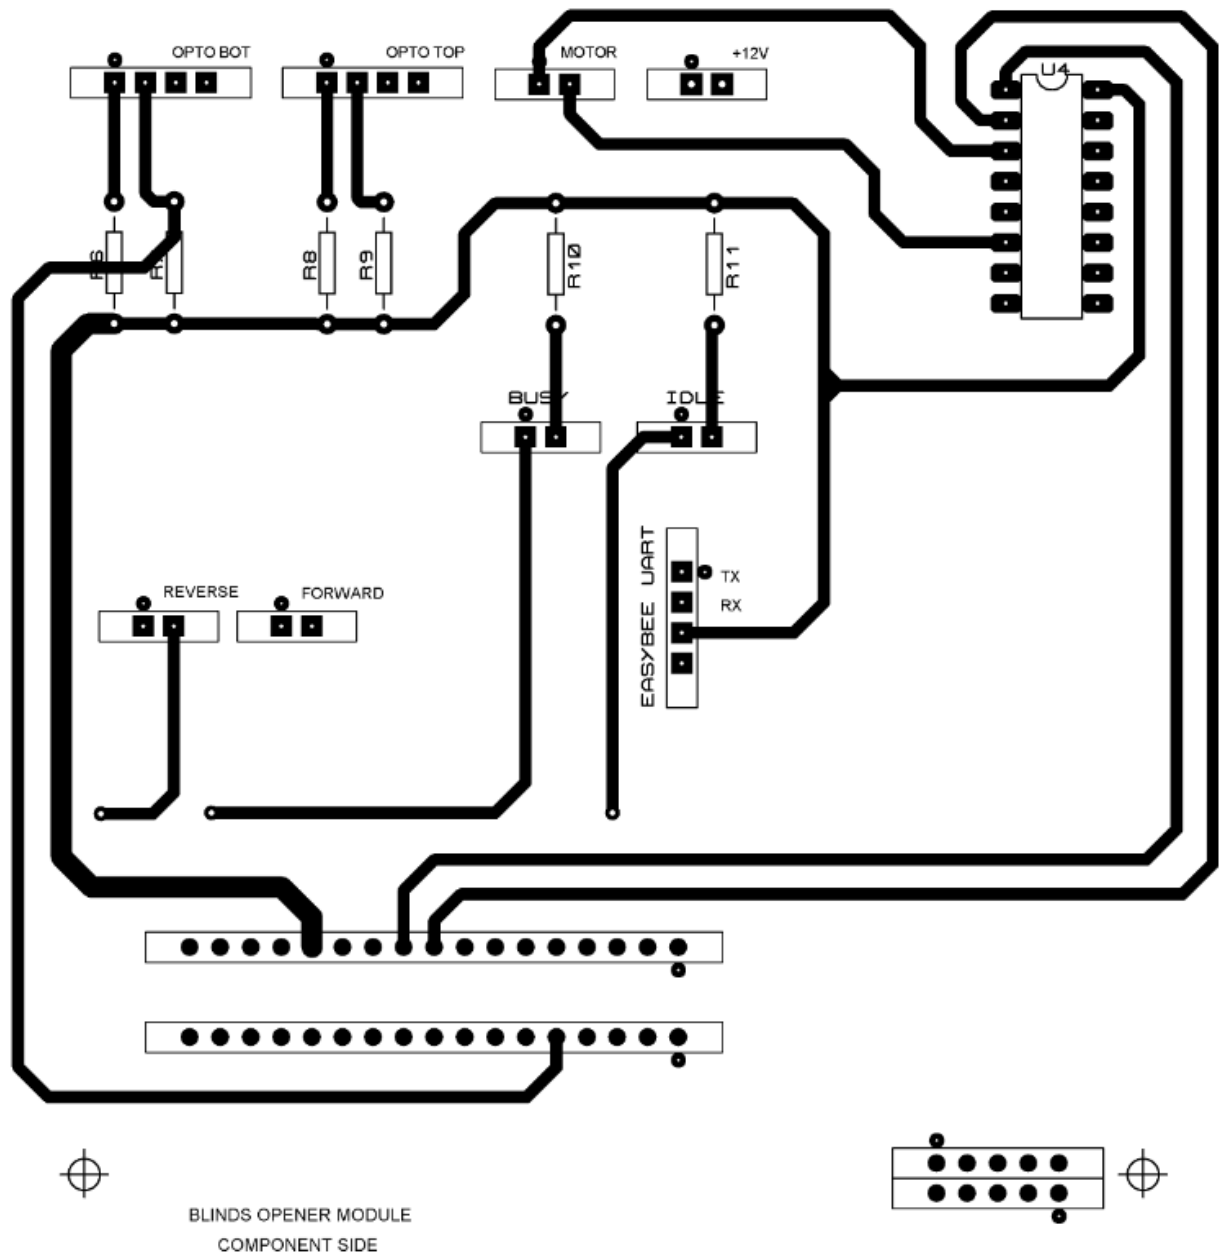 OPTO BOT
OPTO TOP
MOTOR
+12V
U4
R6
R8
R9
R10
R11
BUSY
IDLE
EASYBEE UART
TX
RX
REVERSE
FORWARD
BLINDS OPENER MODULE
COMPONENT SIDE